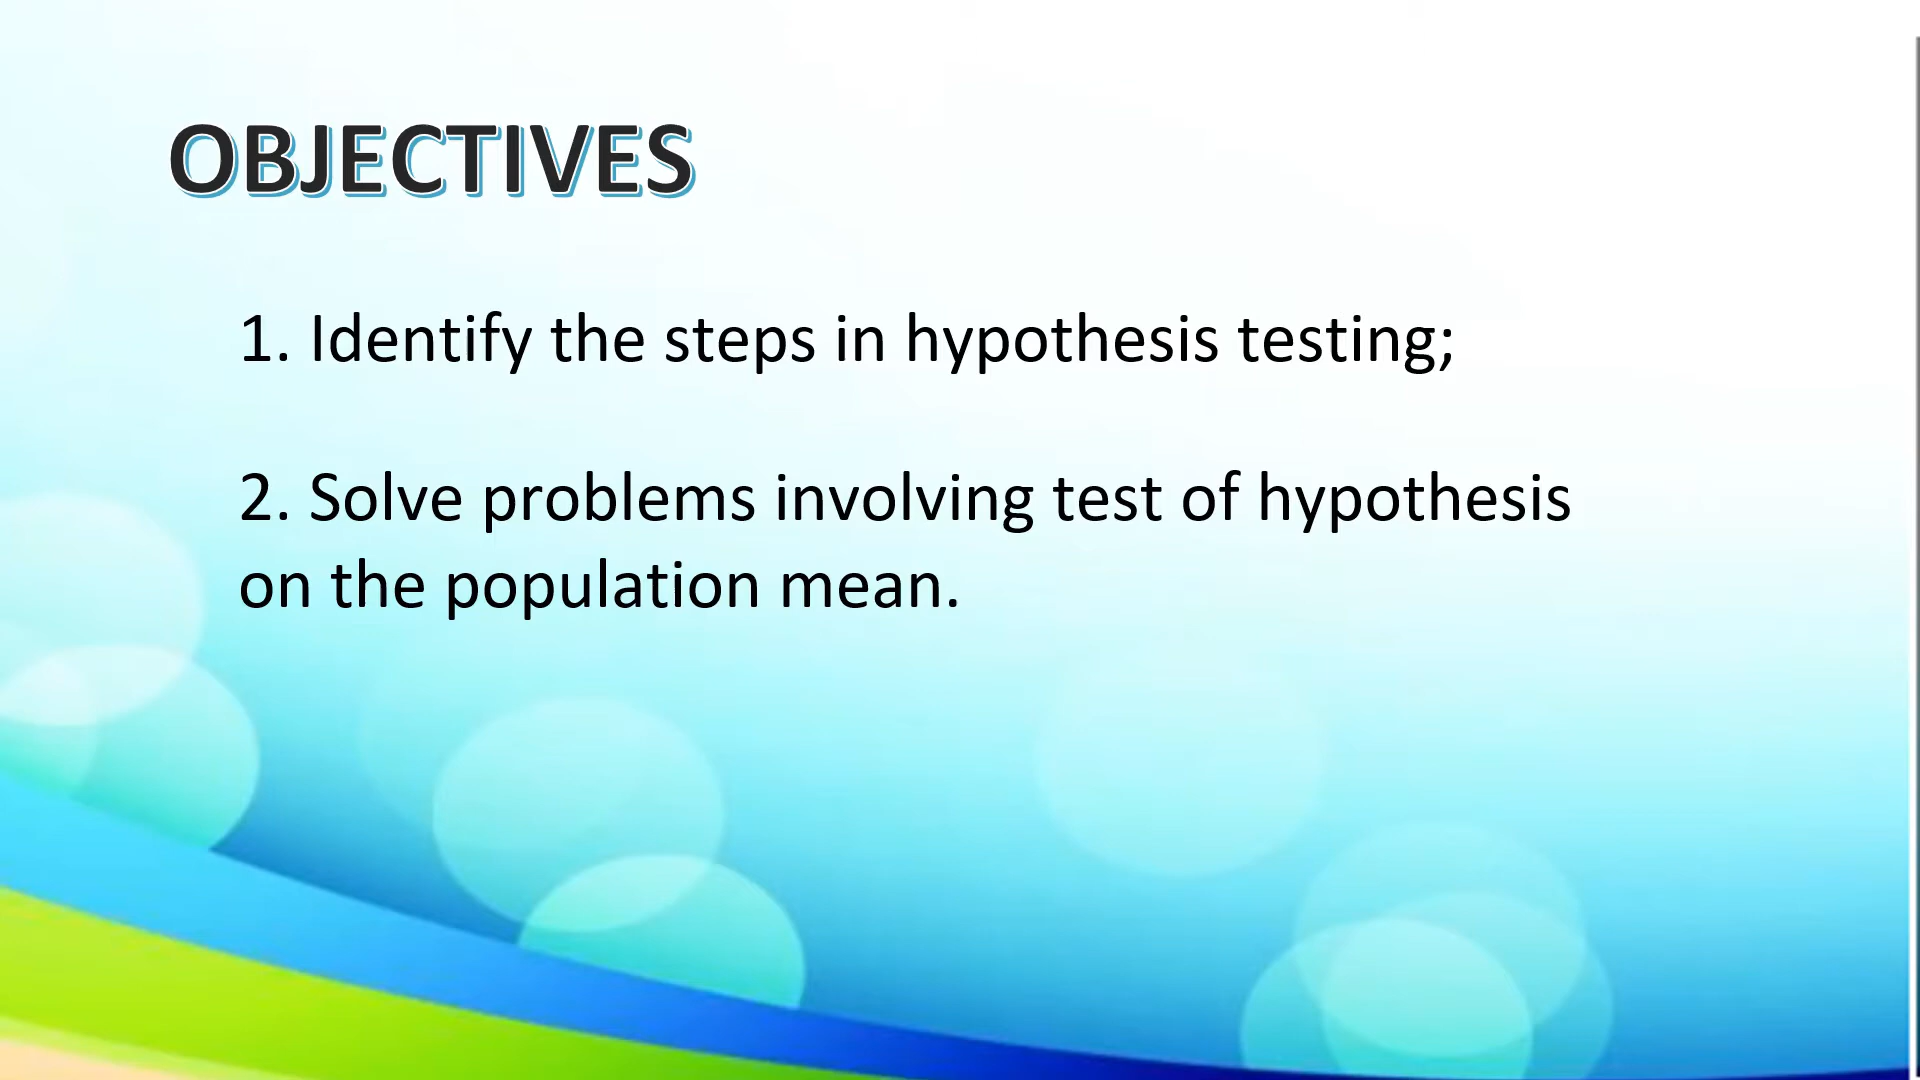 OBJECTIVES
1. Identify the steps in hypothesis testing;
2. Solve problems involving test of hypothesis
on the population mean.